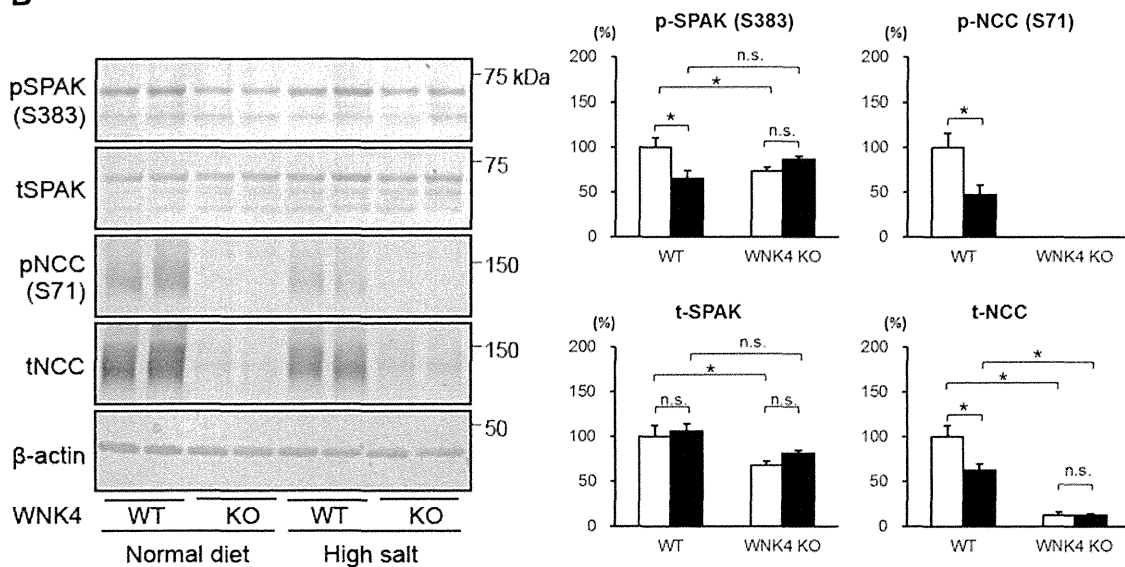 pSPAK
(S383)
75 kDa
tSPAK
75
pNCC
(S71)
150
tNCC
150
β-actin
50
WNK4 WT KO WT KO
Normal diet High salt
p-SPAK (S383)
(%)
200
150
100
50
0
n.s.
*
*
n.s.
WT WNK4 KO
p-NCC (S71)
(%)
200
150
100
50
0
*
WT WNK4 KO
t-SPAK
(%)
200
150
100
50
0
n.s.
*
n.s. n.s.
WT WNK4 KO
t-NCC
(%)
200
150
100
50
0
*
*
*
n.s.
WT WNK4 KO